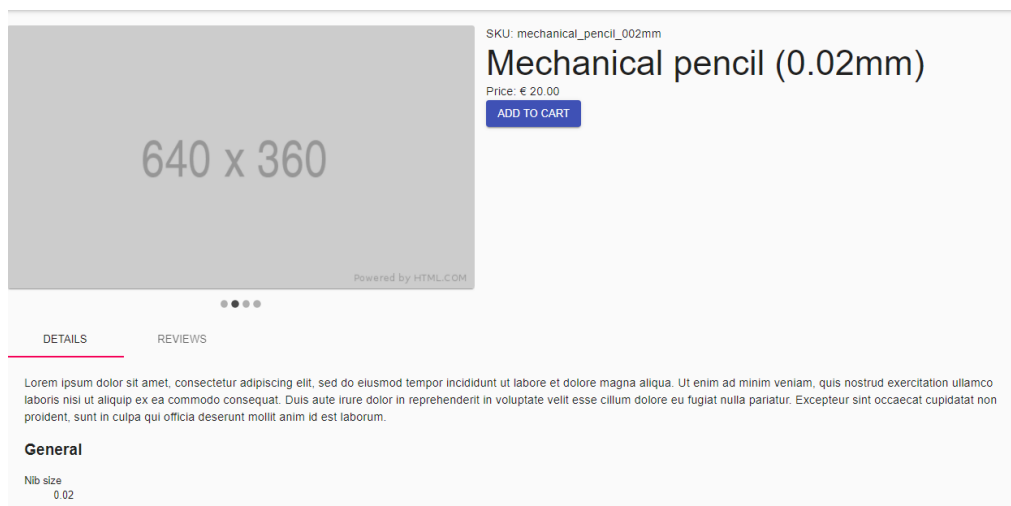 640 x 360
Powered by HTML.COM
SKU: mechanical_pencil_002mm
Mechanical pencil (0.02mm)
Price: € 20.00
ADD TO CART
DETAILS
REVIEWS
Lorem ipsum dolor sit amet, consectetur adipiscing elit, sed do eiusmod tempor incididunt ut labore et dolore magna aliqua. Ut enim ad minim veniam, quis nostrud exercitation ullamco
laboris nisi ut aliquip ex ea commodo consequat. Duis aute irure dolor in reprehenderit in voluptate velit esse cillum dolore eu fugiat nulla pariatur. Excepteur sint occaecat cupidatat non
proident, sunt in culpa qui officia deserunt mollit anim id est laborum.
General
Nib size
0.02